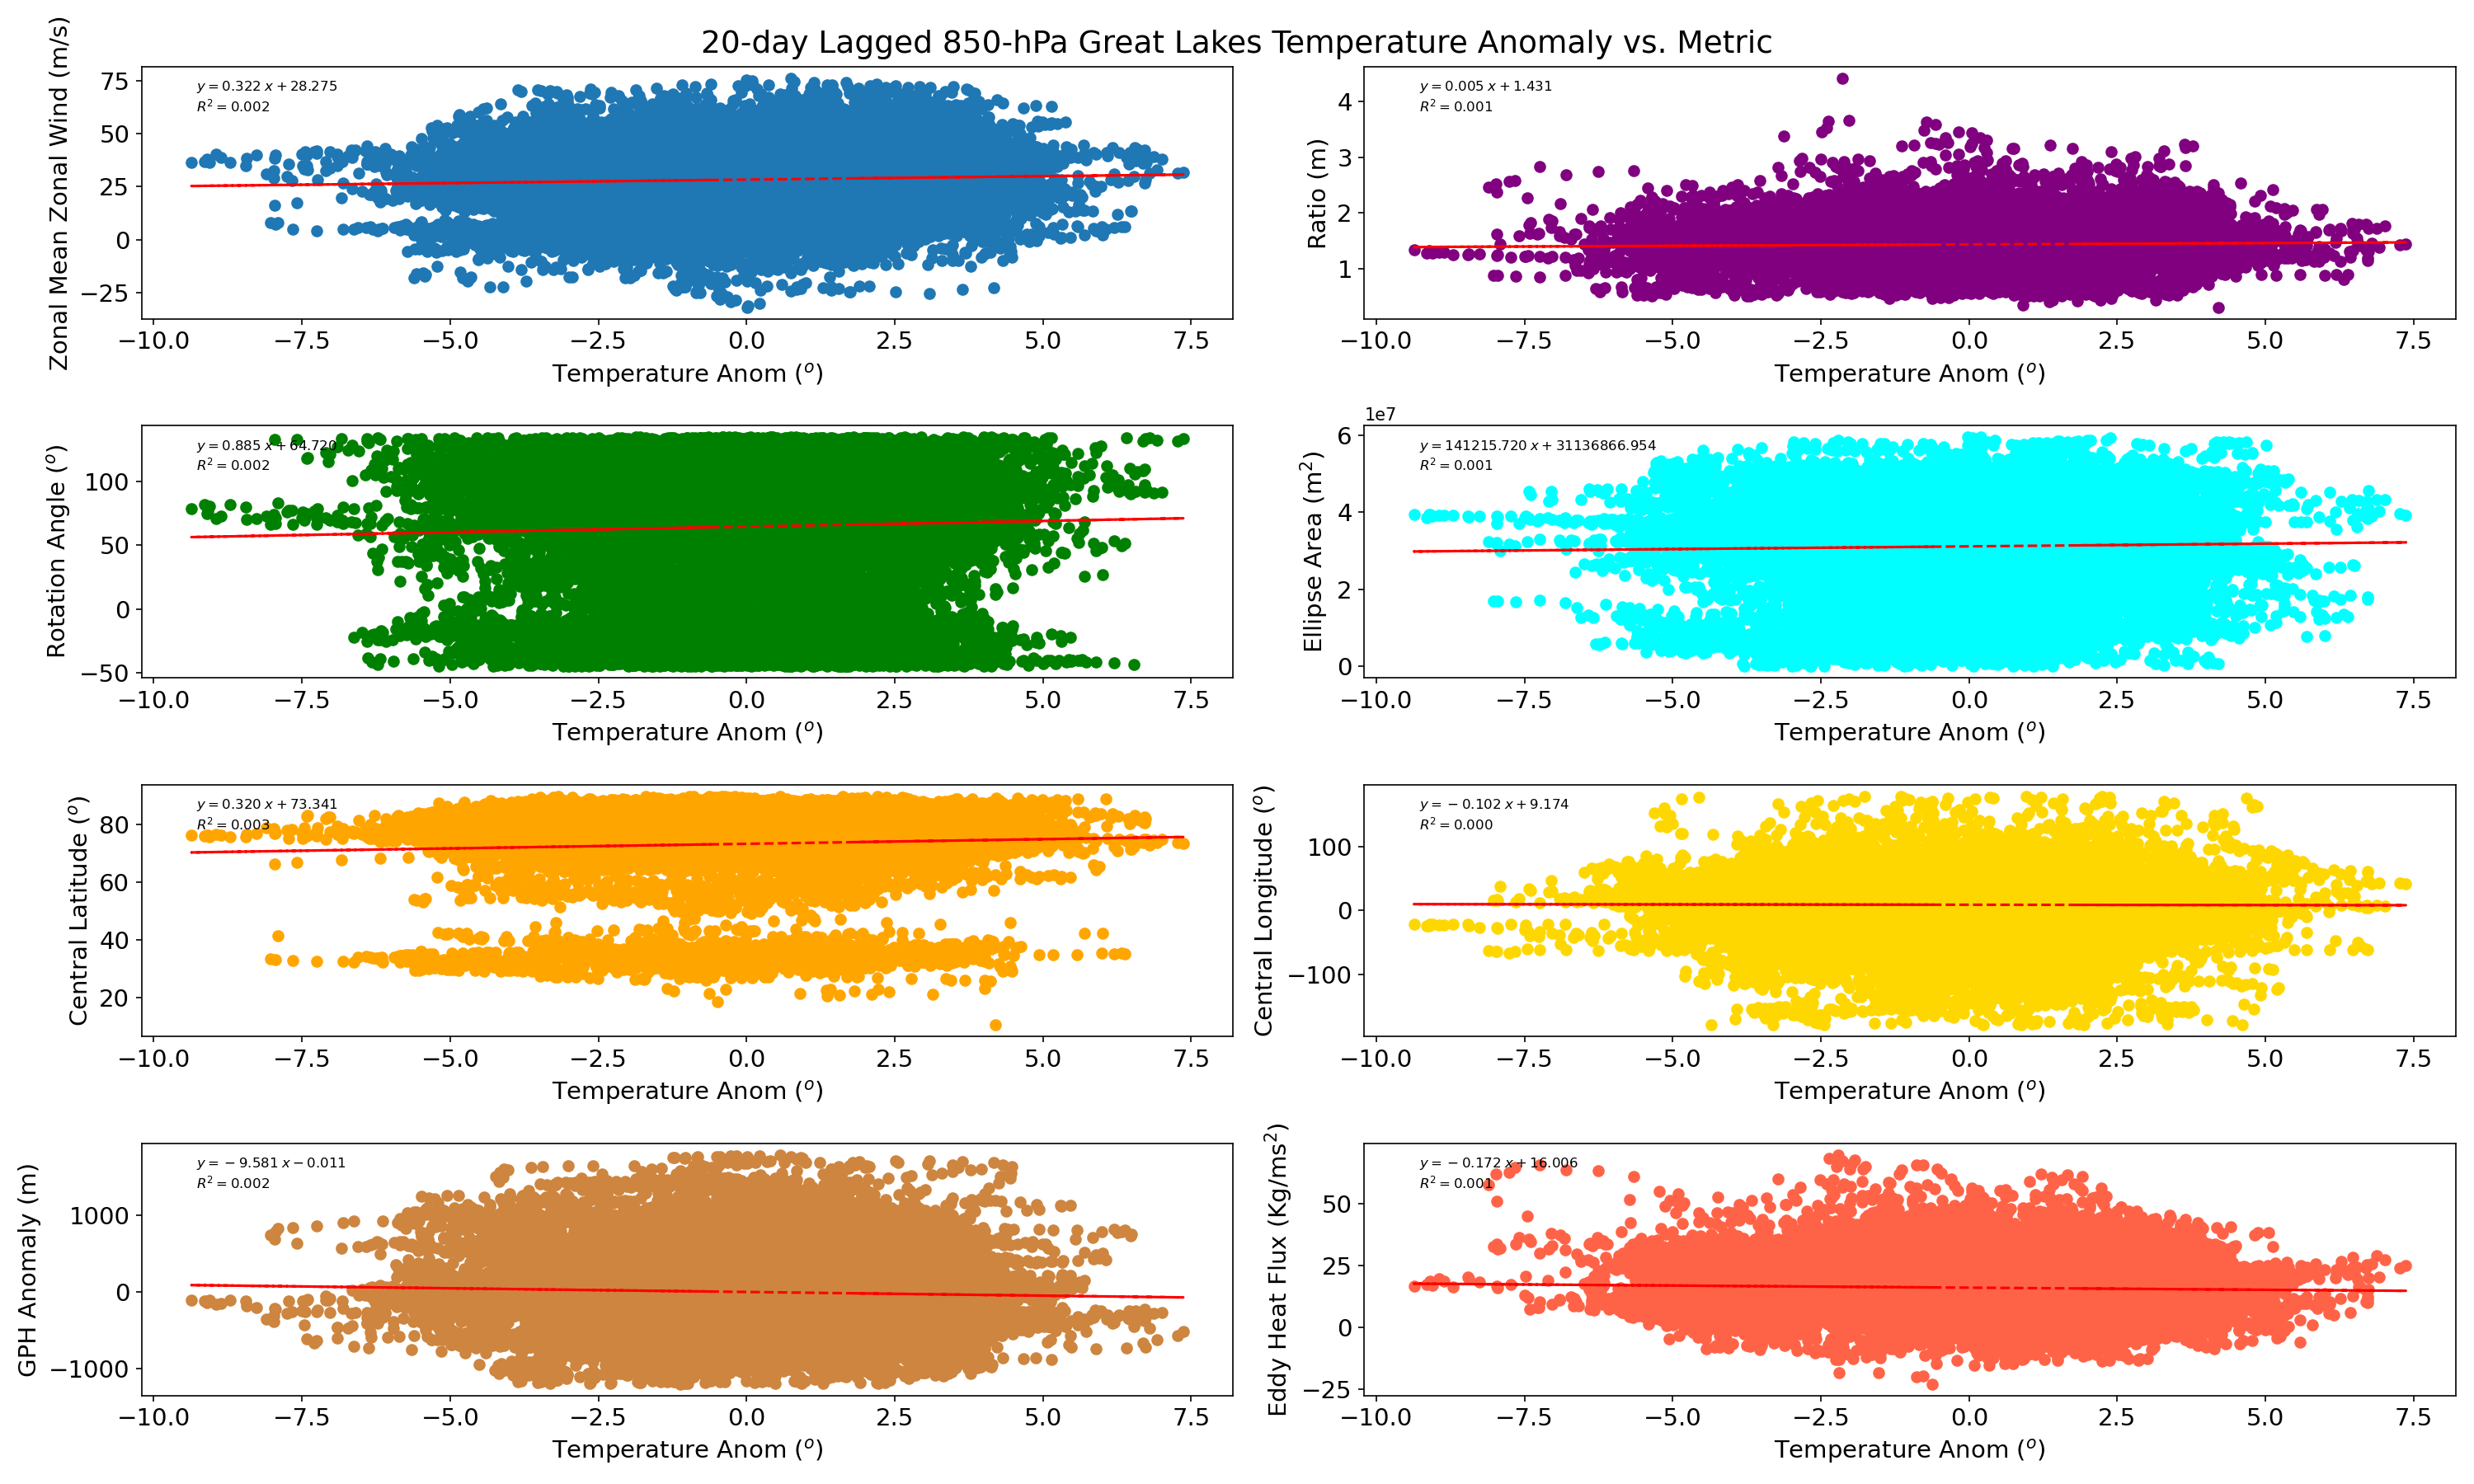 20-day Lagged 850-hPa Great Lakes Temperature Anomaly vs. Metric
Zonal Mean Zonal Wind (m/s)
75
50
25
0
−25
y = 0.322 x + 28.275
R² = 0.002
−10.0 −7.5 −5.0 −2.5 0.0 2.5 5.0 7.5
Temperature Anom (°)
Ratio (m)
4
3
2
1
y = 0.005 x + 1.431
R² = 0.001
−10.0 −7.5 −5.0 −2.5 0.0 2.5 5.0 7.5
Temperature Anom (°)
Rotation Angle (°)
100
50
0
−50
y = 0.885 x + 64.720
R² = 0.002
−10.0 −7.5 −5.0 −2.5 0.0 2.5 5.0 7.5
Temperature Anom (°)
1e7
Ellipse Area (m²)
6
4
2
0
y = 141215.720 x + 31136866.954
R² = 0.001
−10.0 −7.5 −5.0 −2.5 0.0 2.5 5.0 7.5
Temperature Anom (°)
Central Latitude (°)
80
60
40
20
y = 0.320 x + 73.341
R² = 0.003
−10.0 −7.5 −5.0 −2.5 0.0 2.5 5.0 7.5
Temperature Anom (°)
Central Longitude (°)
100
0
−100
y = −0.102 x + 9.174
R² = 0.000
−10.0 −7.5 −5.0 −2.5 0.0 2.5 5.0 7.5
Temperature Anom (°)
GPH Anomaly (m)
1000
0
−1000
y = −9.581 x − 0.011
R² = 0.002
−10.0 −7.5 −5.0 −2.5 0.0 2.5 5.0 7.5
Temperature Anom (°)
Eddy Heat Flux (Kg/ms²)
50
25
0
−25
y = −0.172 x + 16.006
R² = 0.001
−10.0 −7.5 −5.0 −2.5 0.0 2.5 5.0 7.5
Temperature Anom (°)